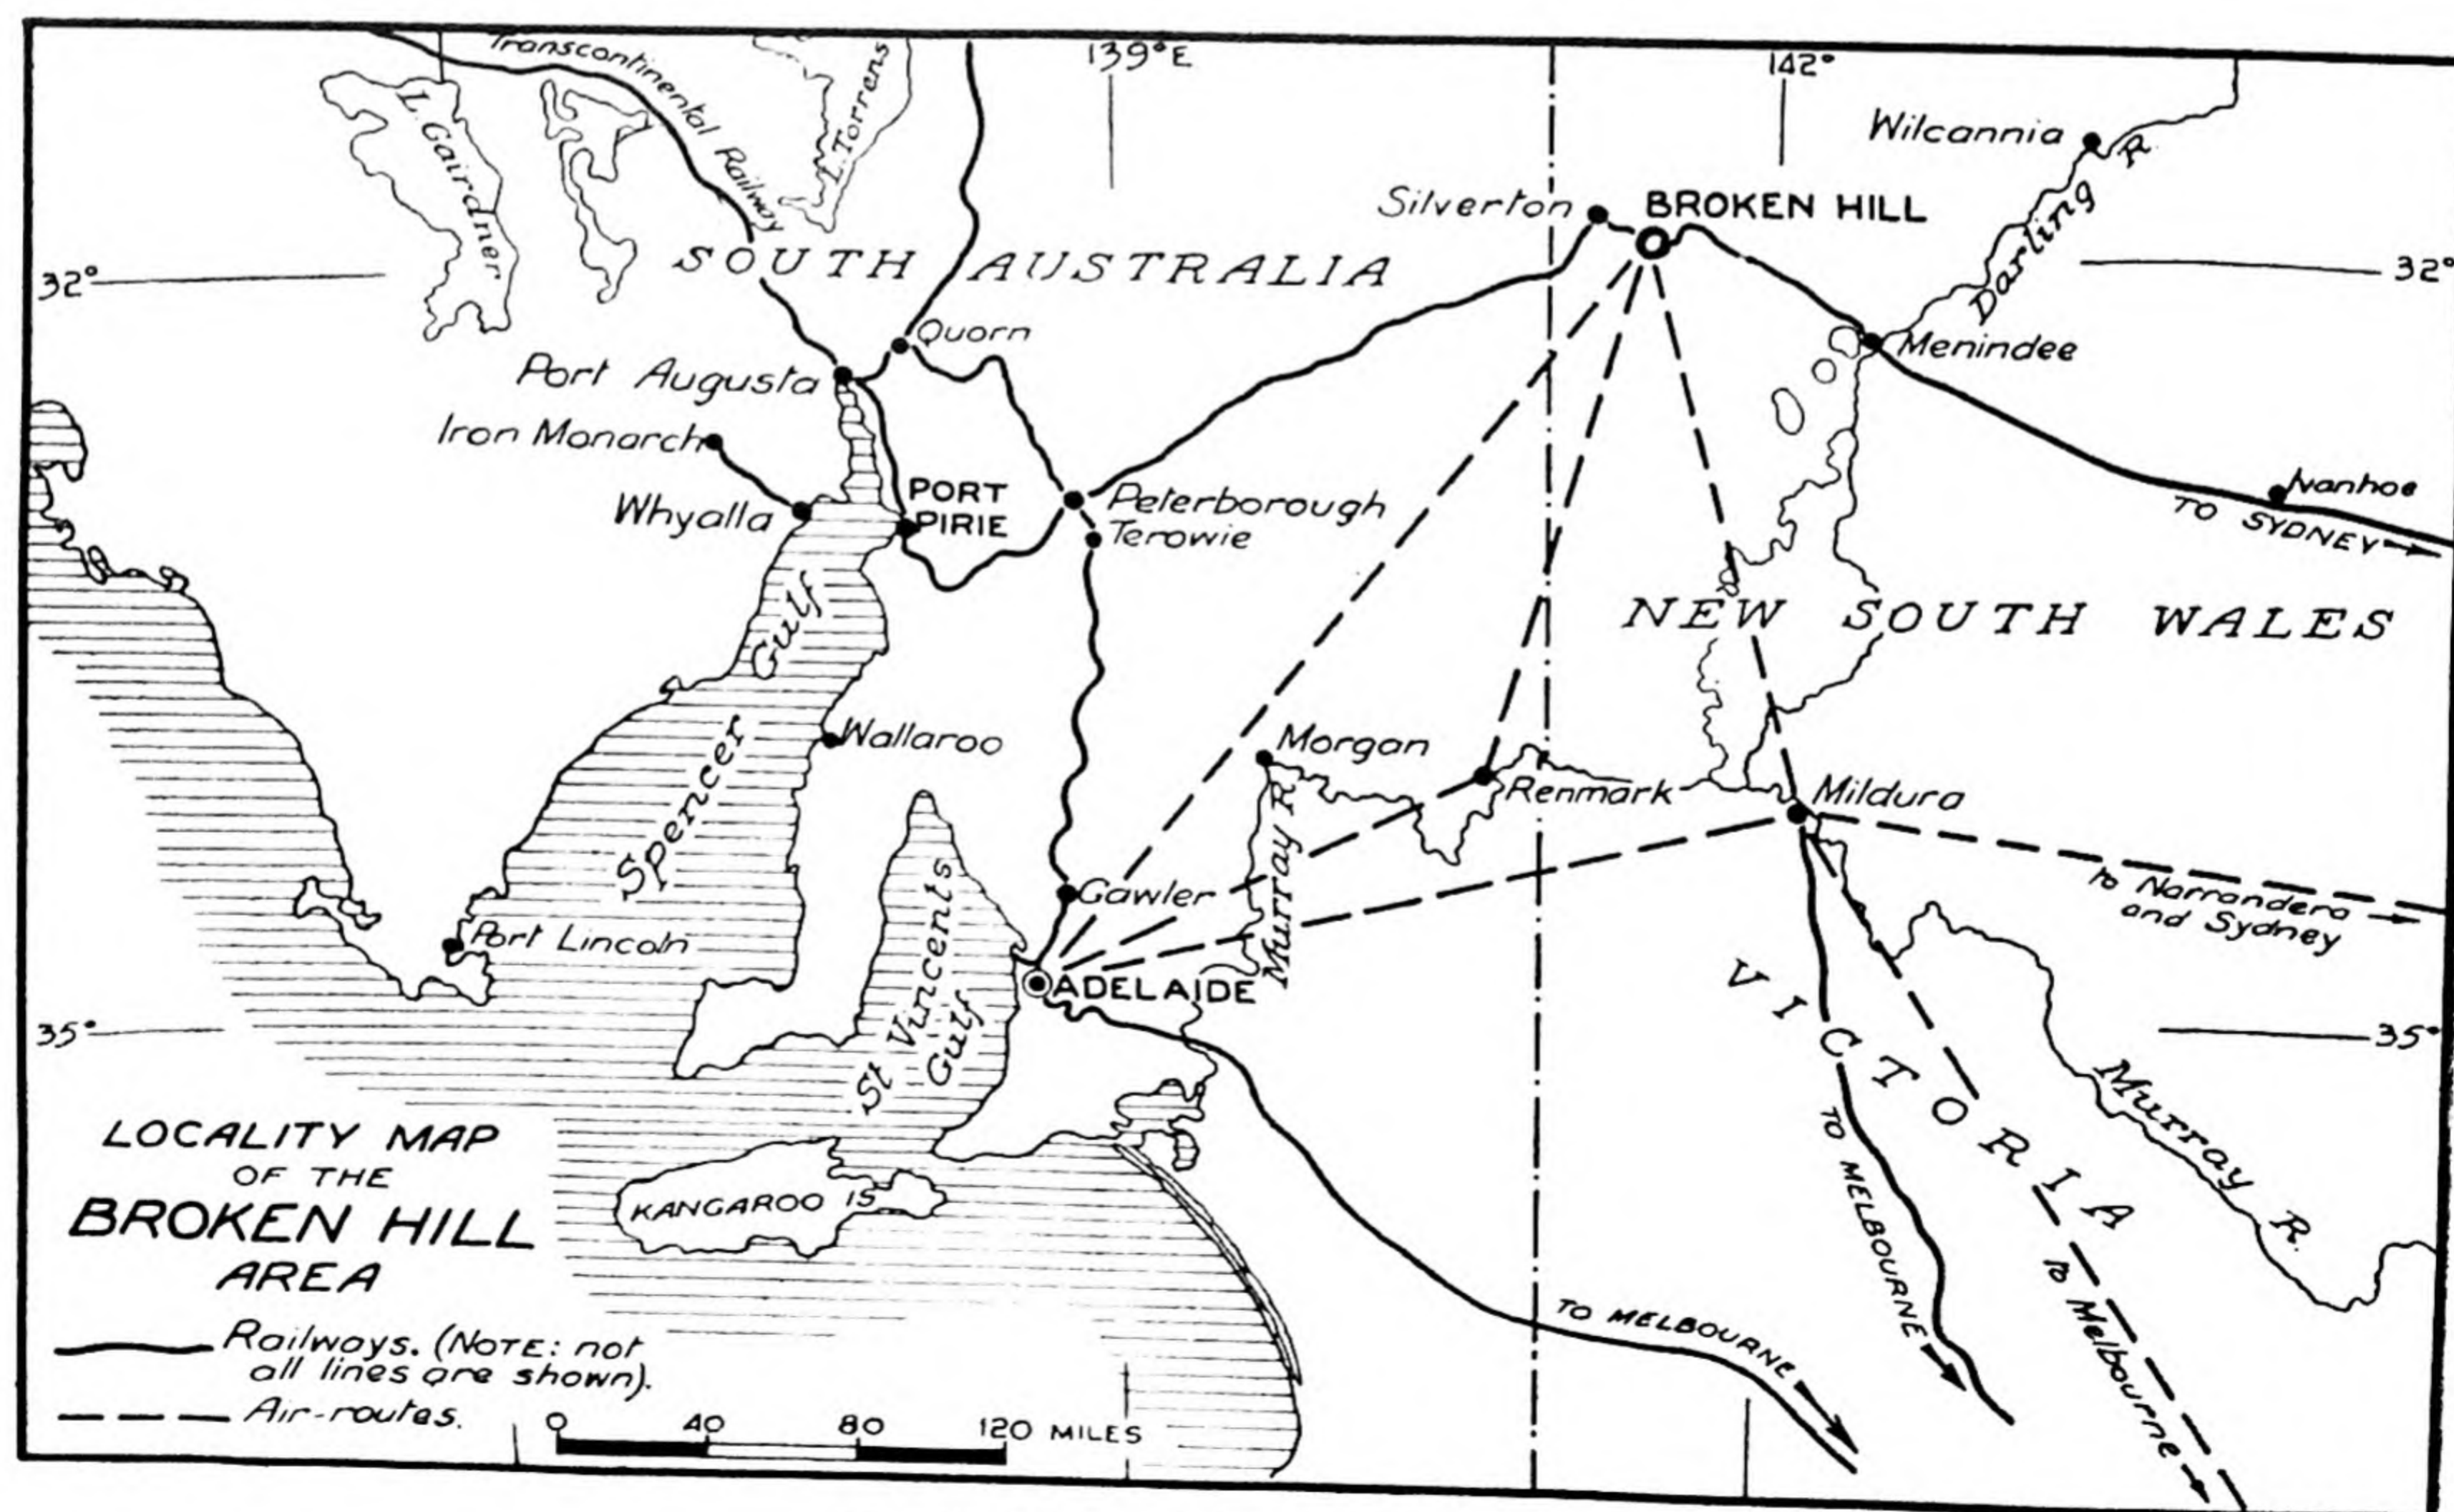 Transcontinental Railway
L. Torrens
139°E
142°
L. Gairdner
Wilcannia
Darling R.
Silverton
BROKEN HILL
32°
SOUTH AUSTRALIA
32°
Quorn
Menindee
Port Augusta
Iron Monarch
Whyalla
PORT
PIRIE
Peterborough
Terowie
Ivanhoe
TO SYDNEY
NEW SOUTH WALES
Spencer Gulf
Wallaroo
Morgan
Renmark
Mildura
Murray R.
Gawler
to Narrandera
and Sydney
Port Lincoln
St Vincents
Gulf
ADELAIDE
VICTORIA
35°
35°
Murray R.
TO MELBOURNE
to Melbourne
TO MELBOURNE
KANGAROO IS
LOCALITY MAP
OF THE
BROKEN HILL
AREA
Railways. (NOTE: not
all lines are shown).
Air-routes.
0 40 80 120 MILES